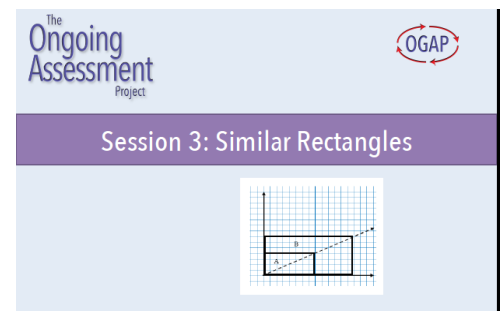 The
Ongoing
Assessment
Project
OGAP
Session 3: Similar Rectangles
B
A